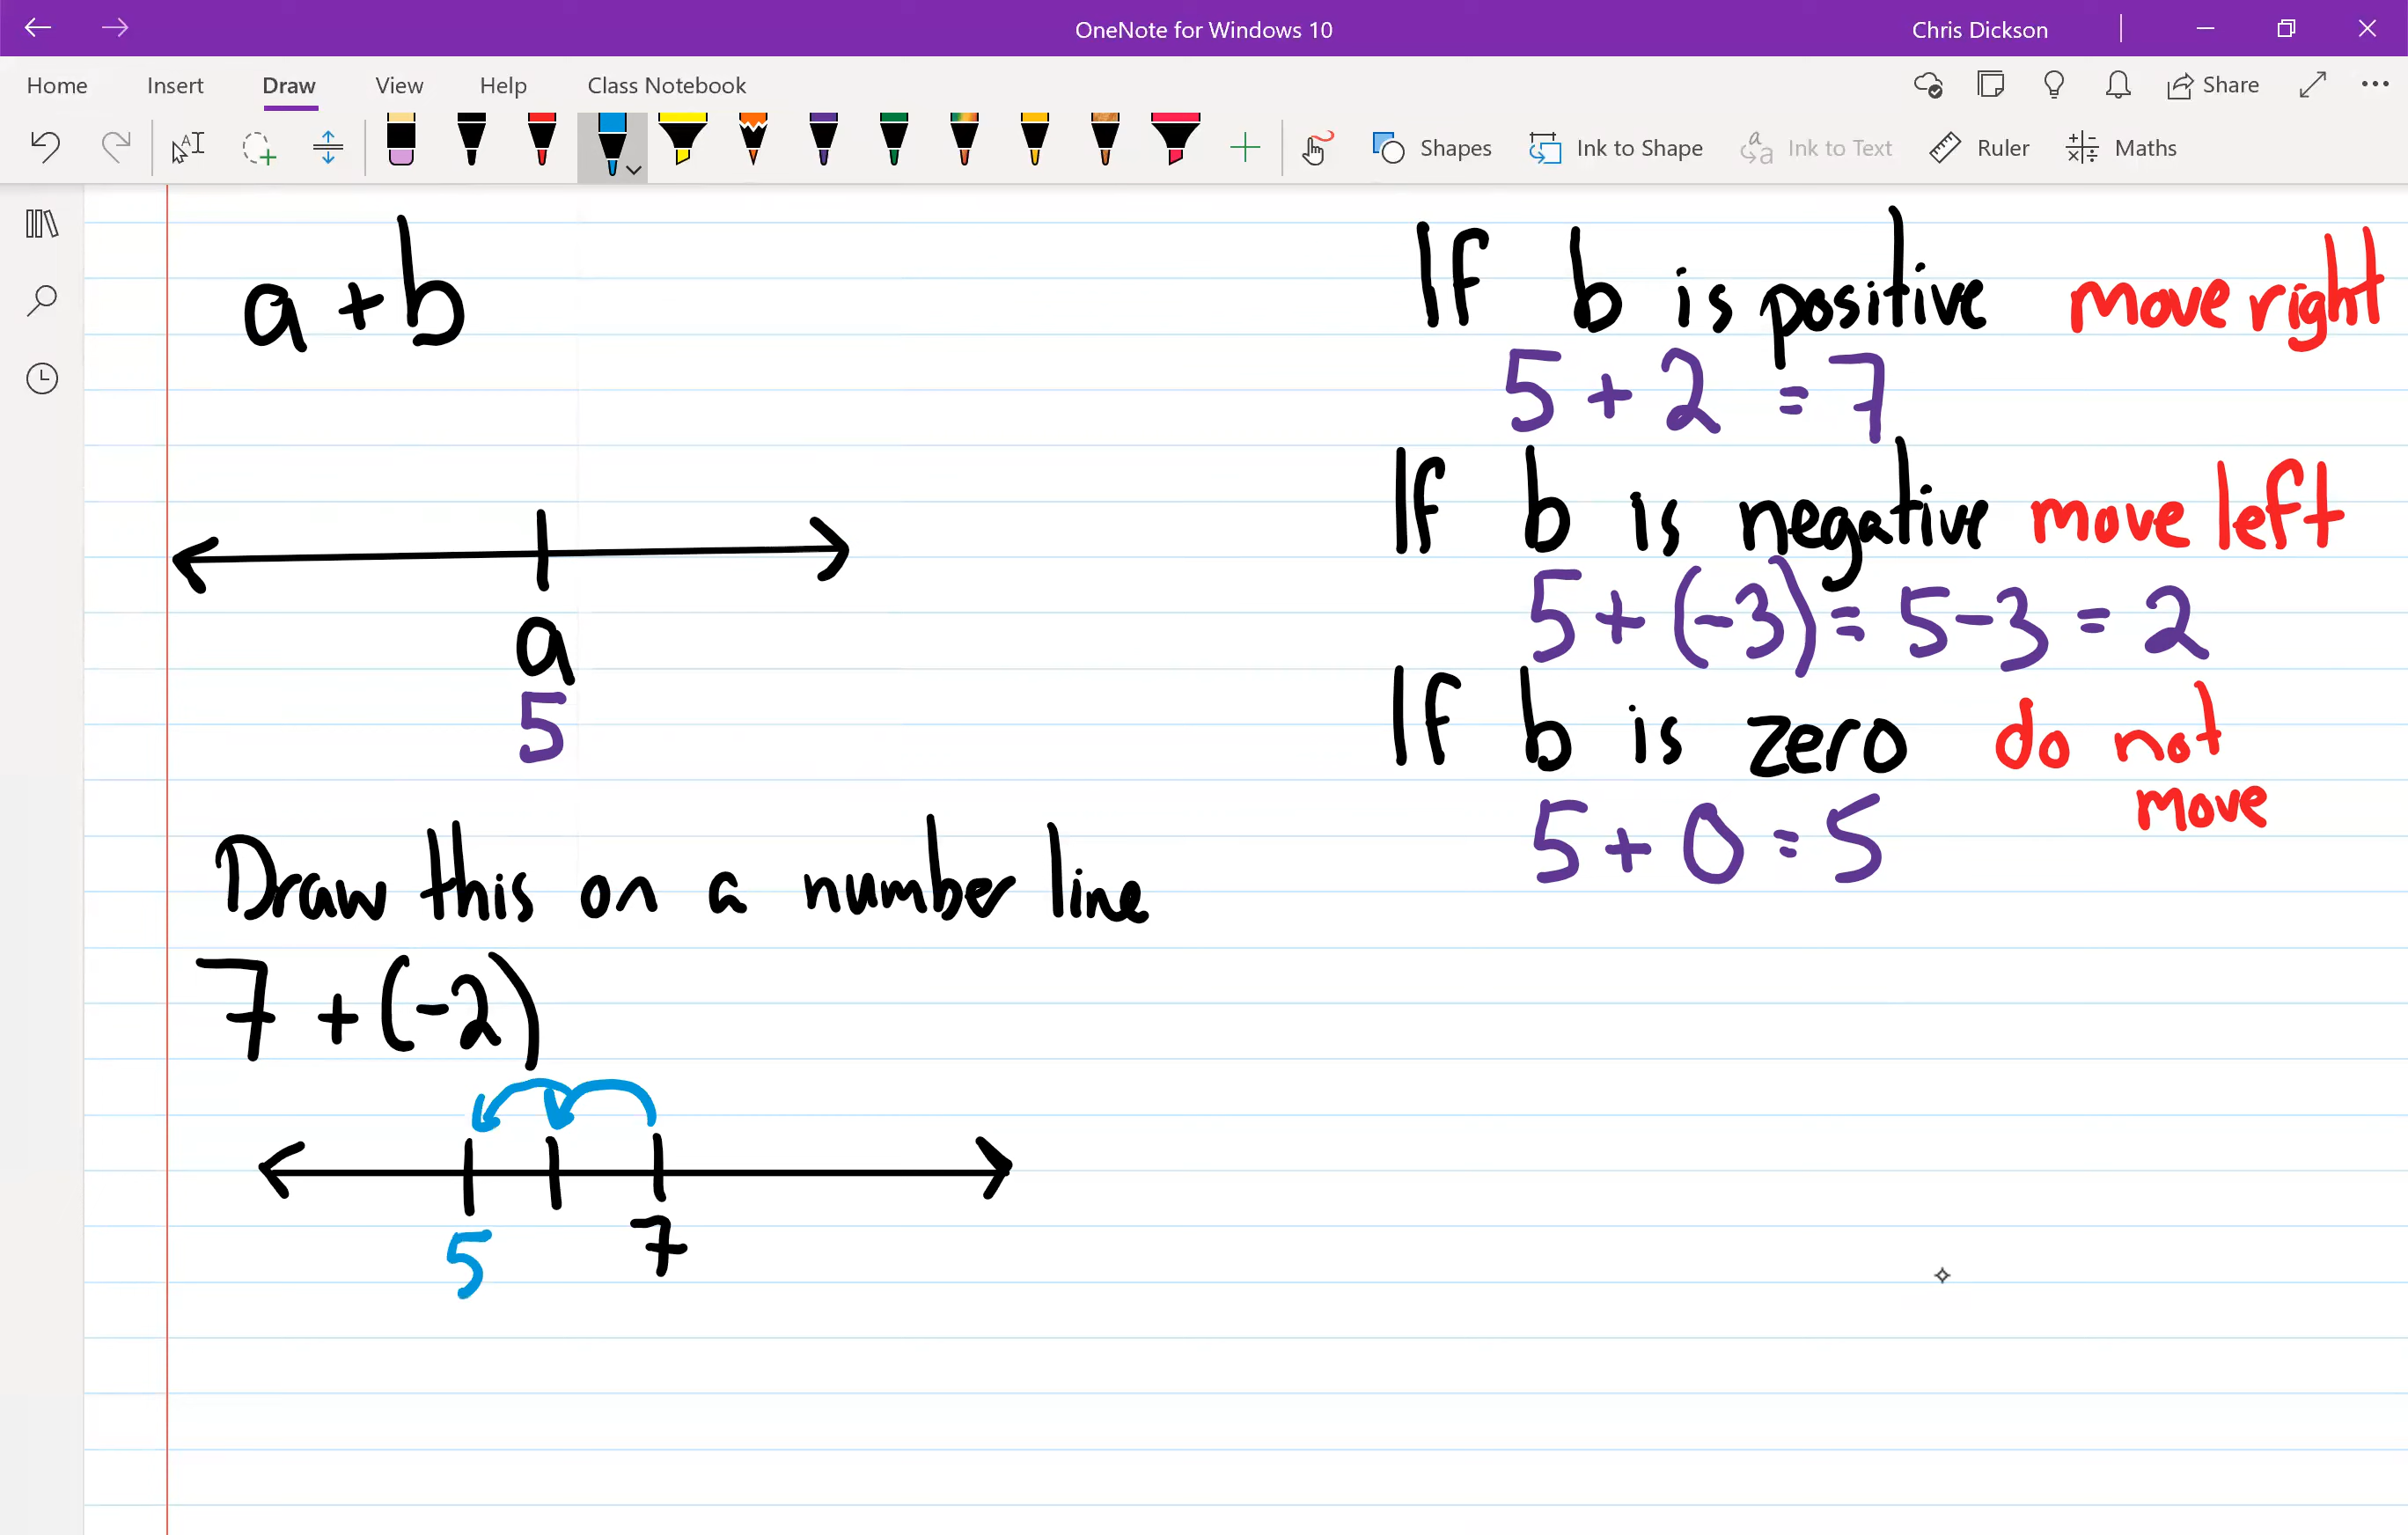 OneNote for Windows 10
Chris Dickson
Home Insert Draw View Help Class Notebook
Share
Shapes Ink to Shape Ink to Text Ruler Maths
a + b
a
5
If b is positive move right
5 + 2 = 7
If b is negative move left
5 + (-3) = 5 - 3 = 2
If b is zero do not
move
5 + 0 = 5
Draw this on a number line
7 + (-2)
5 7